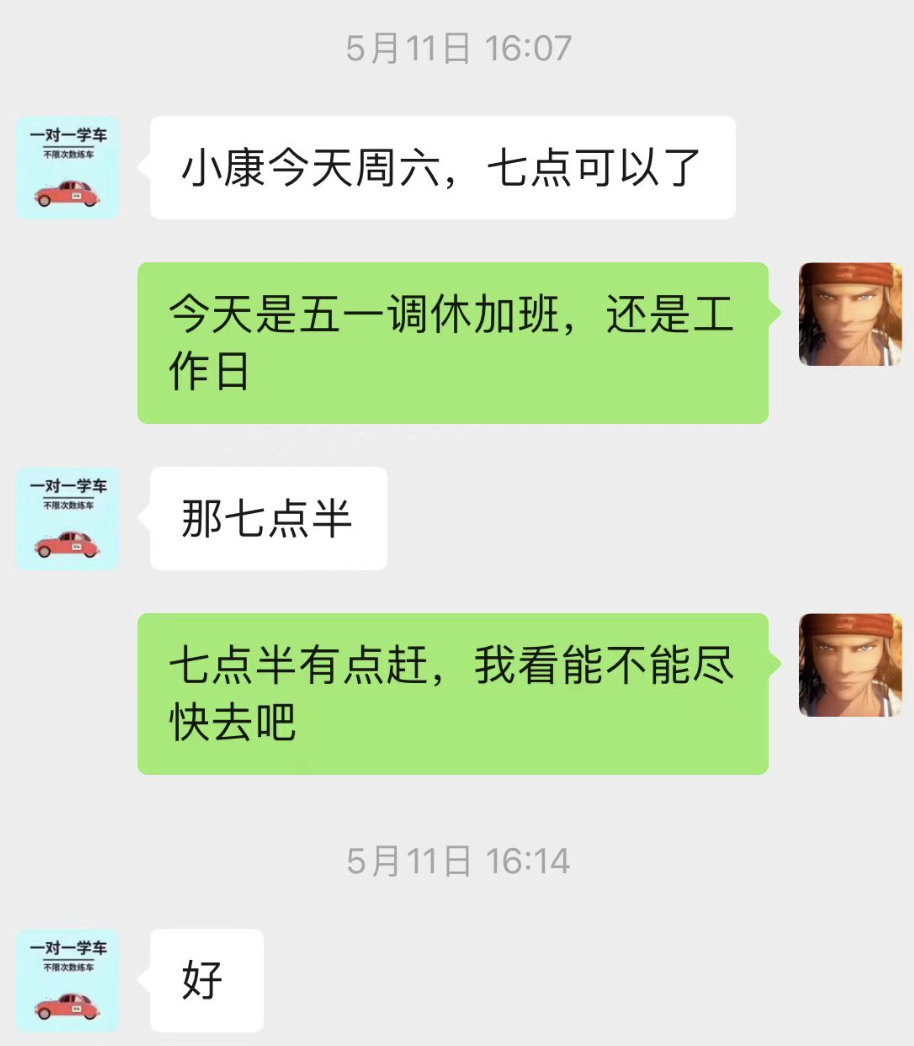 5月11日 16:07
一对一学车
不限次数练车
小康今天周六，七点可以了
今天是五一调休加班，还是工
作日
一对一学车
不限次数练车
那七点半
七点半有点赶，我看能不能尽
快去吧
5月11日 16:14
一对一学车
不限次数练车
好